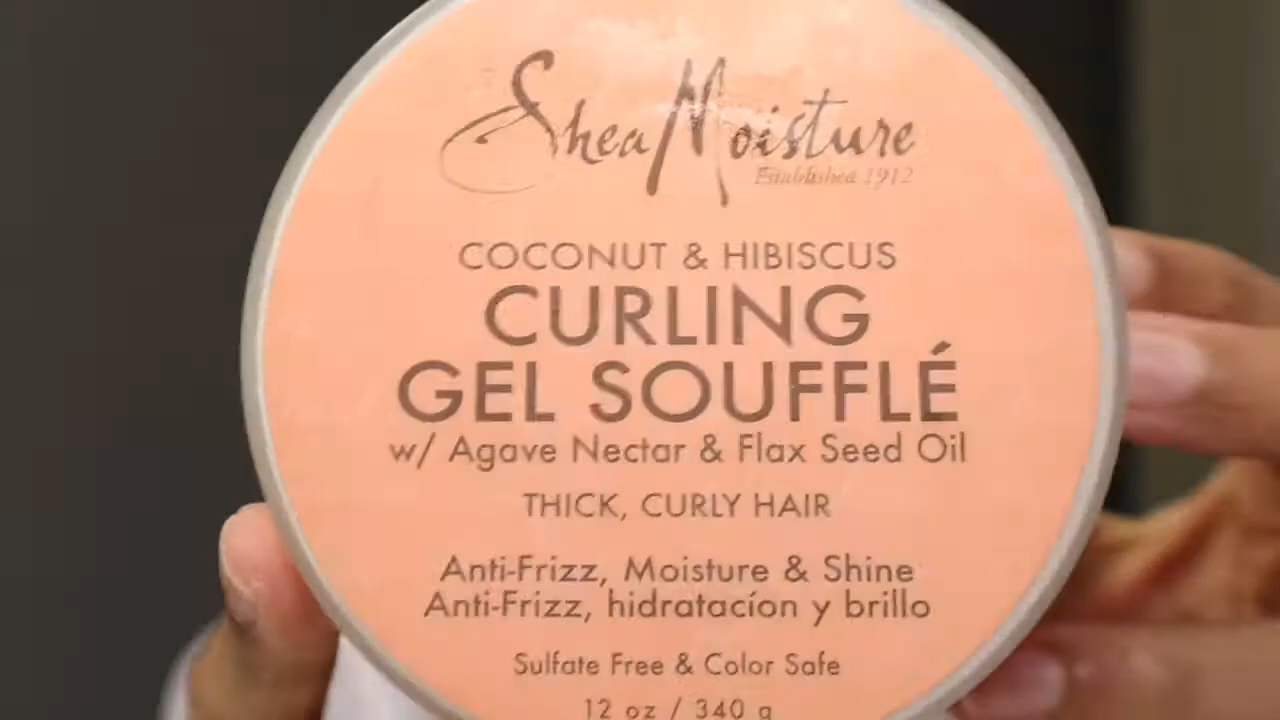 SheaMoisture
Established 1912
COCONUT & HIBISCUS
CURLING
GEL SOUFFLÉ
w/ Agave Nectar & Flax Seed Oil
THICK, CURLY HAIR
Anti-Frizz, Moisture & Shine
Anti-Frizz, hidratacíon y brillo
Sulfate Free & Color Safe
12 oz / 340 g